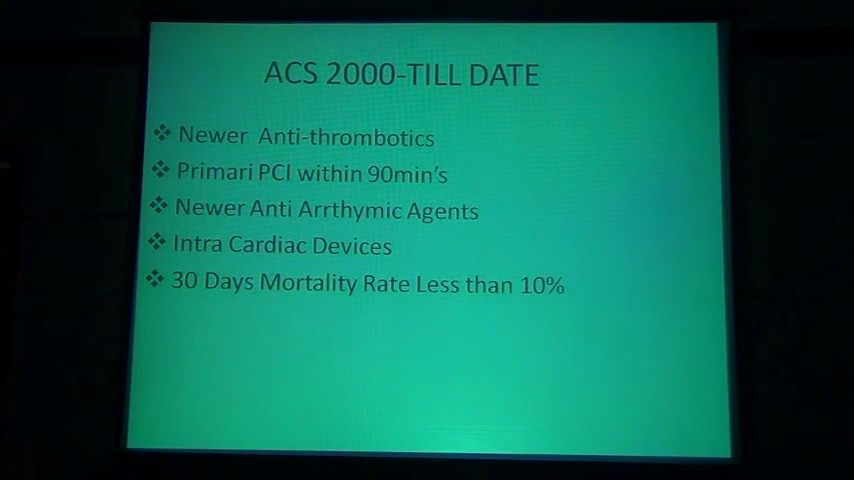 ACS 2000-TILL DATE
❖ Newer Anti-thrombotics
❖ Primari PCI within 90min's
❖ Newer Anti Arrthymic Agents
❖ Intra Cardiac Devices
❖ 30 Days Mortality Rate Less than 10%